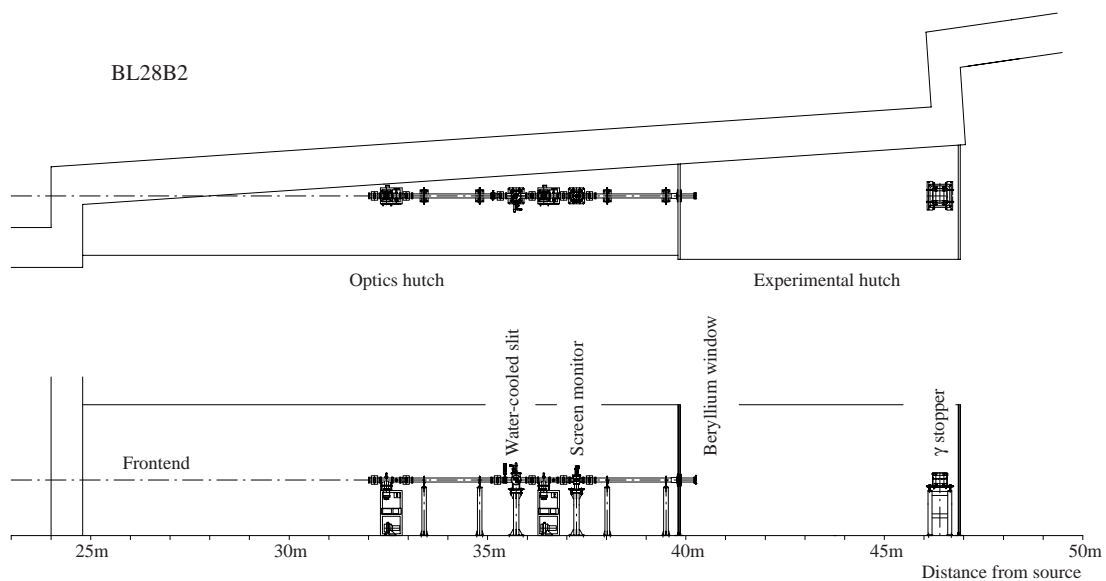 BL28B2
Optics hutch
Experimental hutch
Water-cooled slit
Screen monitor
Beryllium window
γ stopper
Frontend
25m
30m
35m
40m
45m
50m
Distance from source